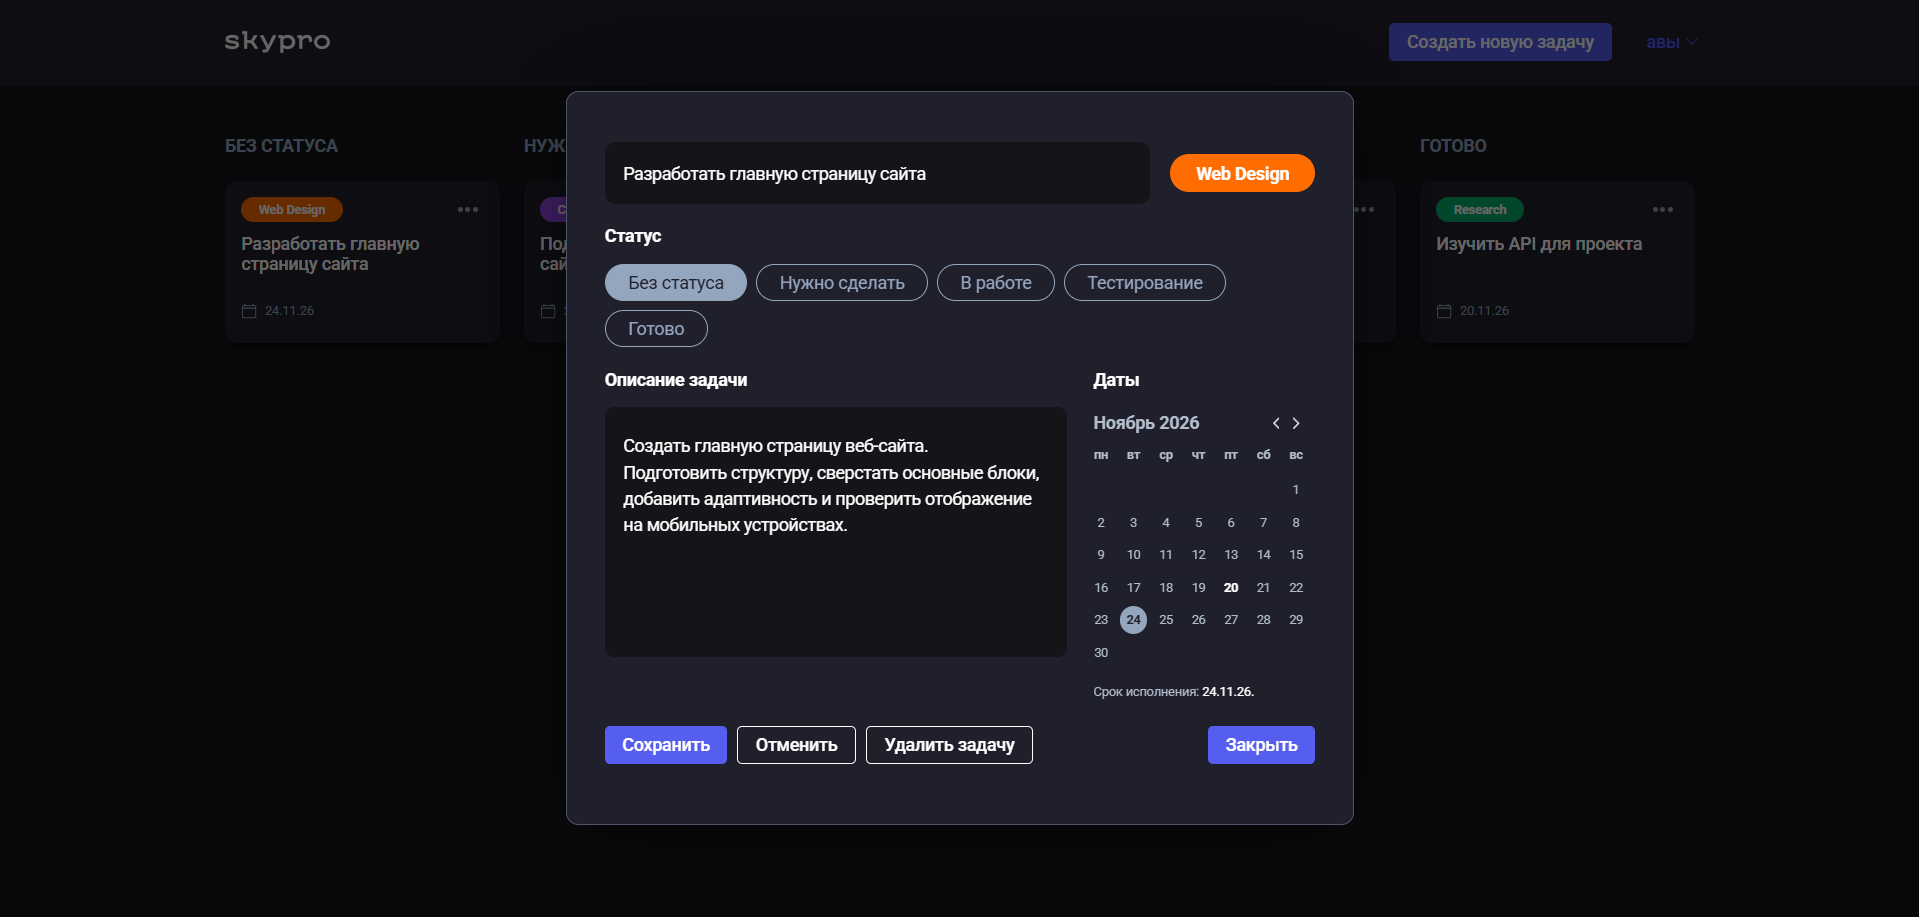 skypro
Создать новую задачу
авы
БЕЗ СТАТУСА
НУЖ
ГОТОВО
Web Design
Разработать главную
страницу сайта
24.11.26
Research
Изучить API для проекта
20.11.26
Разработать главную страницу сайта
Web Design
Статус
Без статуса
Нужно сделать
В работе
Тестирование
Готово
Описание задачи
Создать главную страницу веб-сайта.
Подготовить структуру, сверстать основные блоки,
добавить адаптивность и проверить отображение
на мобильных устройствах.
Даты
Ноябрь 2026
пн вт ср чт пт сб вс
1
2 3 4 5 6 7 8
9 10 11 12 13 14 15
16 17 18 19 20 21 22
23 24 25 26 27 28 29
30
Срок исполнения: 24.11.26.
Сохранить
Отменить
Удалить задачу
Закрыть